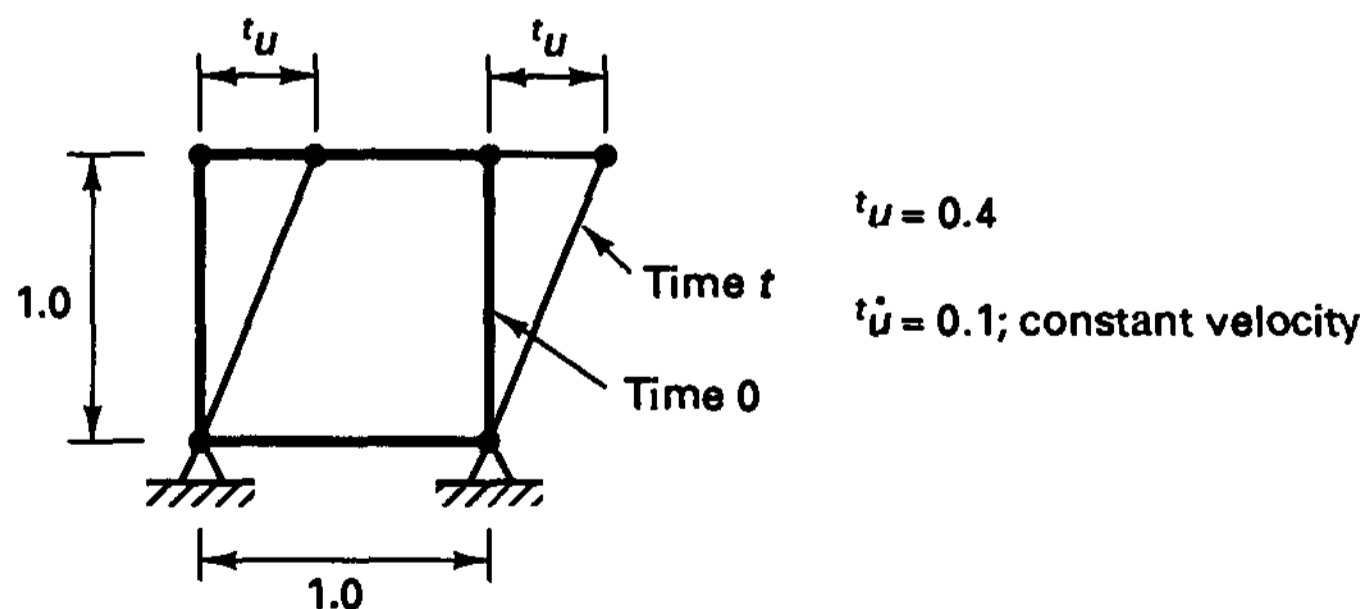 ᵗu ᵗu
ᵗu = 0.4
1.0
Time t
ᵗu̇ = 0.1; constant velocity
Time 0
1.0